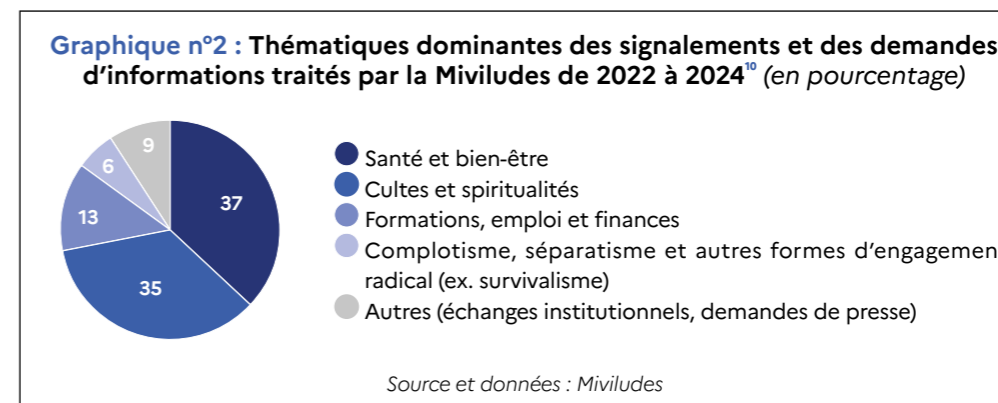 Graphique n°2 : Thématiques dominantes des signalements et des demandes
d'informations traités par la Miviludes de 2022 à 2024¹⁰ (en pourcentage)
9
6
37
13
35
Santé et bien-être
Cultes et spiritualités
Formations, emploi et finances
Complotisme, séparatisme et autres formes d'engagemen
radical (ex. survivalisme)
Autres (échanges institutionnels, demandes de presse)
Source et données : Miviludes